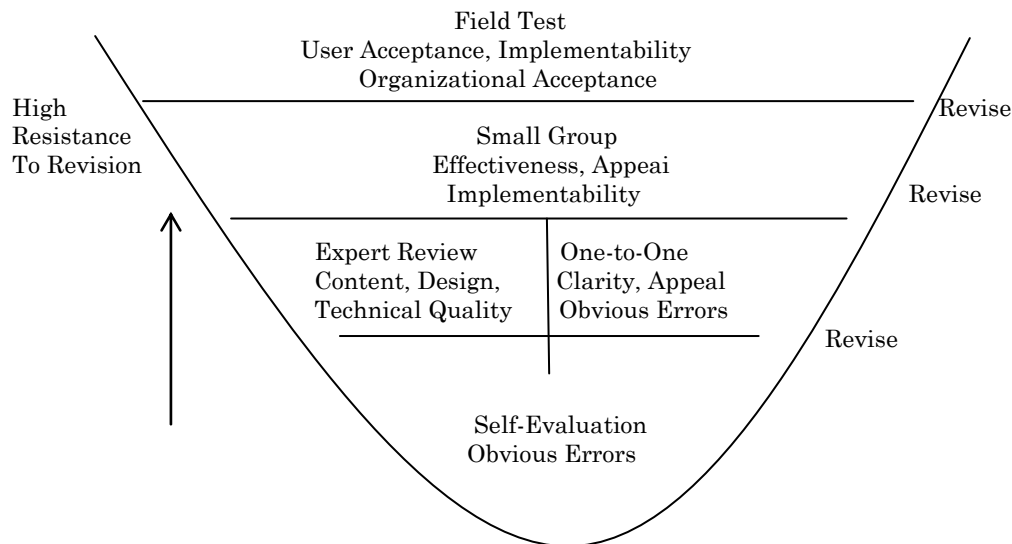 Field Test
User Acceptance, Implementability
Organizational Acceptance
High
Resistance
To Revision
Revise
Small Group
Effectiveness, Appeai
Implementability
Revise
Expert Review
Content, Design,
Technical Quality
One-to-One
Clarity, Appeal
Obvious Errors
Revise
Self-Evaluation
Obvious Errors